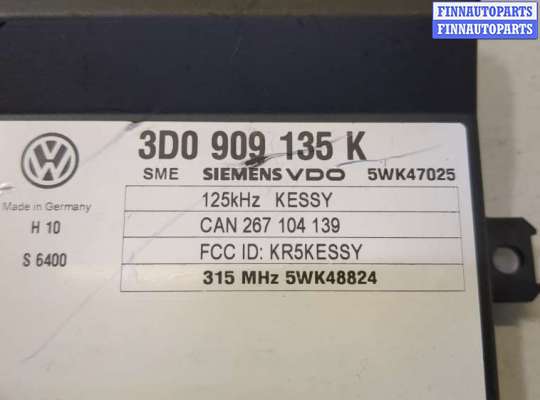 FINNAUTOPARTS
FINNAUTOPARTS
3D0 909 135 K
SME SIEMENS VDO 5WK47025
Made in Germany
H 10
S 6400
125kHz KESSY
CAN 267 104 139
FCC ID: KR5KESSY
315 MHz 5WK48824